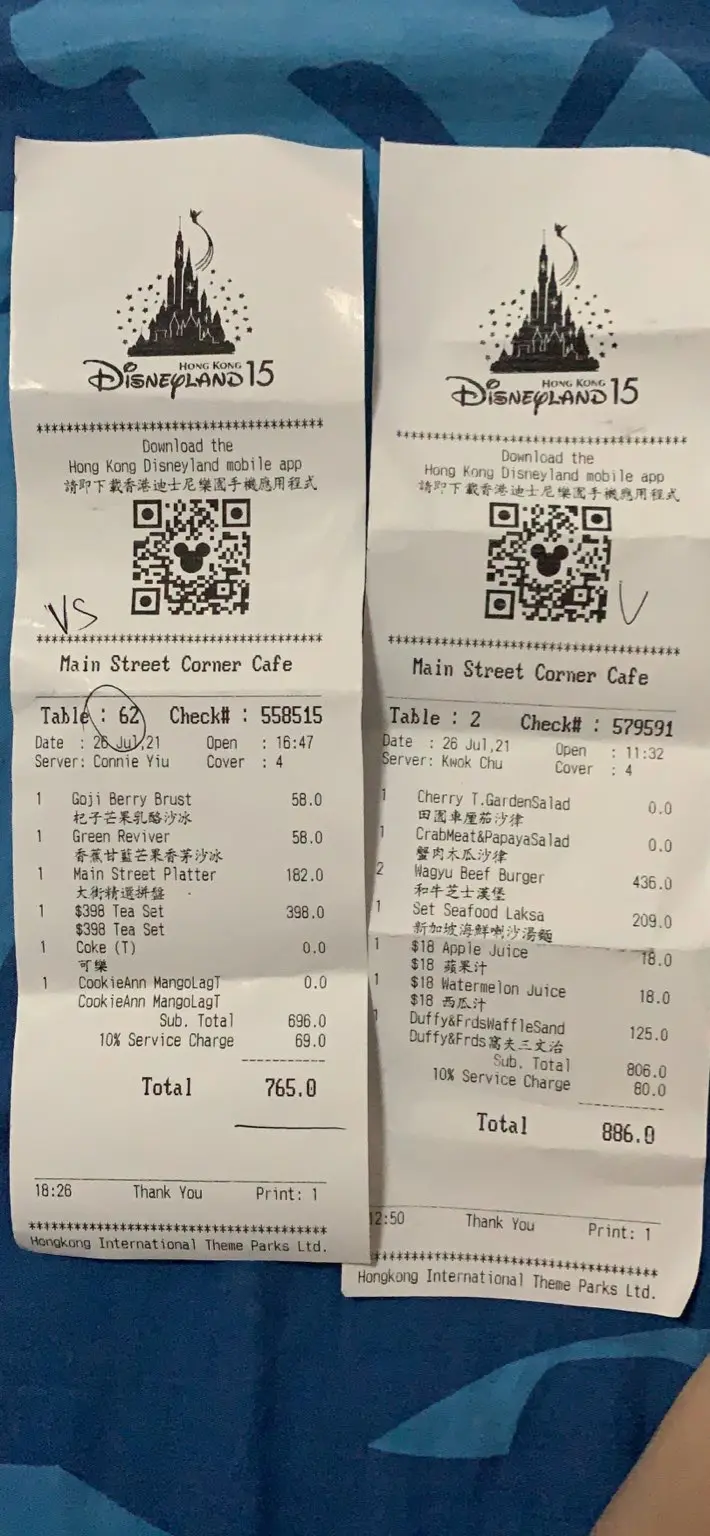 HONG KONG
DISNEYLAND 15
************************************
Download the
Hong Kong Disneyland mobile app
請即下載香港迪士尼樂園手機應用程式
VS
************************************
Main Street Corner Cafe
Table : 62 Check# : 558515
Date : 26 Jul,21 Open : 16:47
Server: Connie Yiu Cover : 4
1 Goji Berry Brust 58.0
杞子芒果乳酪沙冰
1 Green Reviver 58.0
香蕉甘藍芒果香茅沙冰
1 Main Street Platter 182.0
大街精選拼盤
1 $398 Tea Set 398.0
$398 Tea Set
1 Coke (T) 0.0
可樂
1 CookieAnn MangoLagT 0.0
CookieAnn MangoLagT
Sub. Total 696.0
10% Service Charge 69.0
Total 765.0
18:26 Thank You Print: 1
************************************
Hongkong International Theme Parks Ltd.
HONG KONG
DISNEYLAND 15
************************************
Download the
Hong Kong Disneyland mobile app
請即下載香港迪士尼樂園手機應用程式
V
************************************
Main Street Corner Cafe
Table : 2 Check# : 579591
Date : 26 Jul,21 Open : 11:32
Server: Kwok Chu Cover : 4
1 Cherry T.GardenSalad 0.0
田園車厘茄沙律
1 CrabMeat&PapayaSalad 0.0
蟹肉木瓜沙律
2 Wagyu Beef Burger 436.0
和牛芝士漢堡
1 Set Seafood Laksa 209.0
新加坡海鮮喇沙湯麵
1 $18 Apple Juice 18.0
$18 蘋果汁
1 $18 Watermelon Juice 18.0
$18 西瓜汁
1 Duffy&FrdsWaffleSand 125.0
Duffy&Frds窩夫三文治
Sub. Total 806.0
10% Service Charge 80.0
Total 886.0
12:50 Thank You Print: 1
************************************
Hongkong International Theme Parks Ltd.